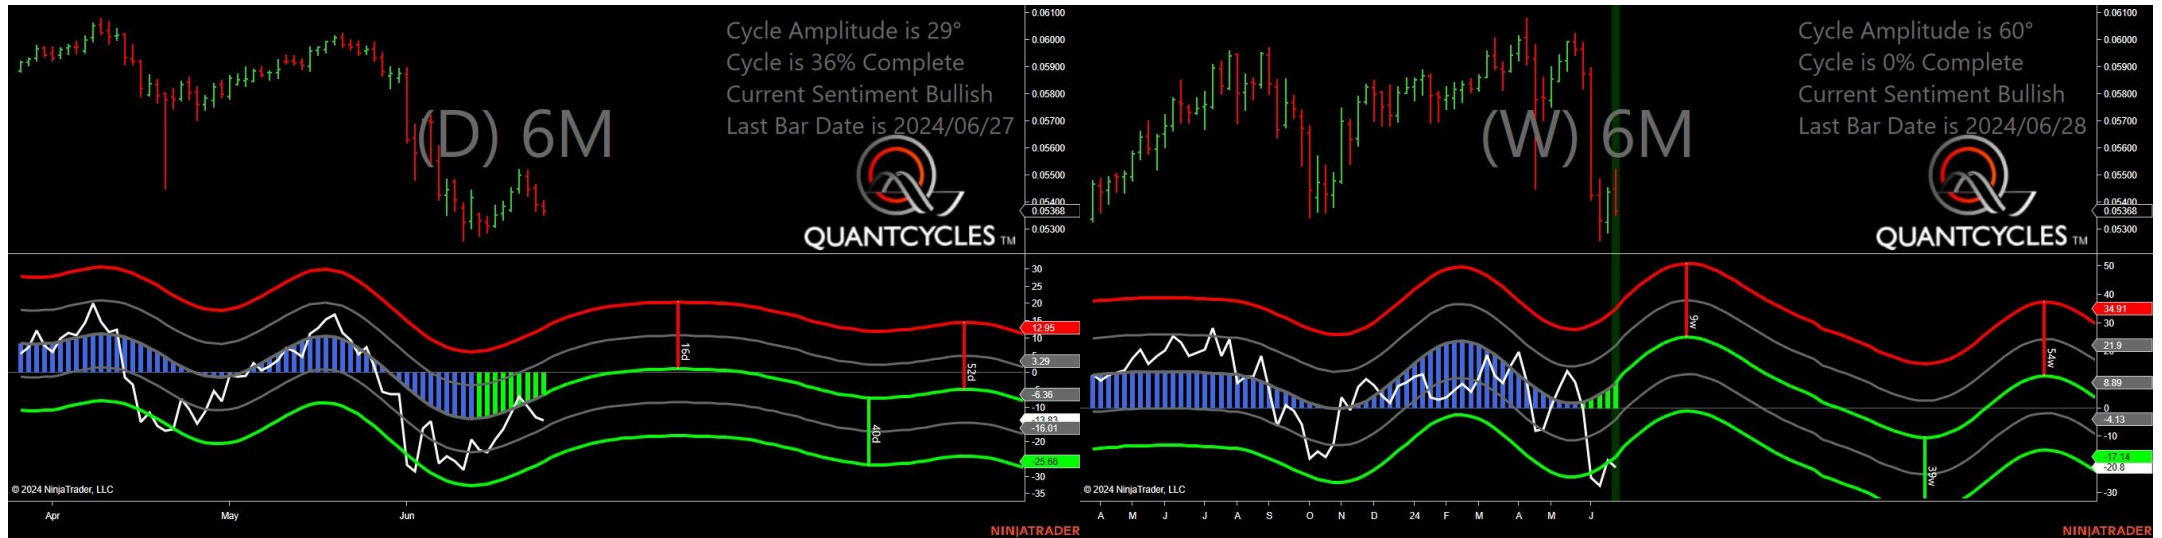 Cycle Amplitude is 29°
Cycle is 36% Complete
Current Sentiment Bullish
Last Bar Date is 2024/06/27
(D) 6M
QUANTCYCLES TM
0.06100
0.06000
0.05900
0.05800
0.05700
0.05600
0.05500
0.05400
0.05368
0.05300
30
25
20
15
12.95
10
3.29
0
-5
-6.36
-10
-13.83
-16.01
-20
-25.66
-30
-35
16d
40d
52d
© 2024 NinjaTrader, LLC
Apr May Jun
NINJATRADER
Cycle Amplitude is 60°
Cycle is 0% Complete
Current Sentiment Bullish
Last Bar Date is 2024/06/28
(W) 6M
QUANTCYCLES TM
0.06100
0.06000
0.05900
0.05800
0.05700
0.05600
0.05500
0.05400
0.05368
0.05300
50
40
34.91
30
21.9
20
8.89
0
-4.13
-10
-17.14
-20.8
-30
9w
39w
54w
© 2024 NinjaTrader, LLC
A M J J A S O N D 24 F M A M J
NINJATRADER